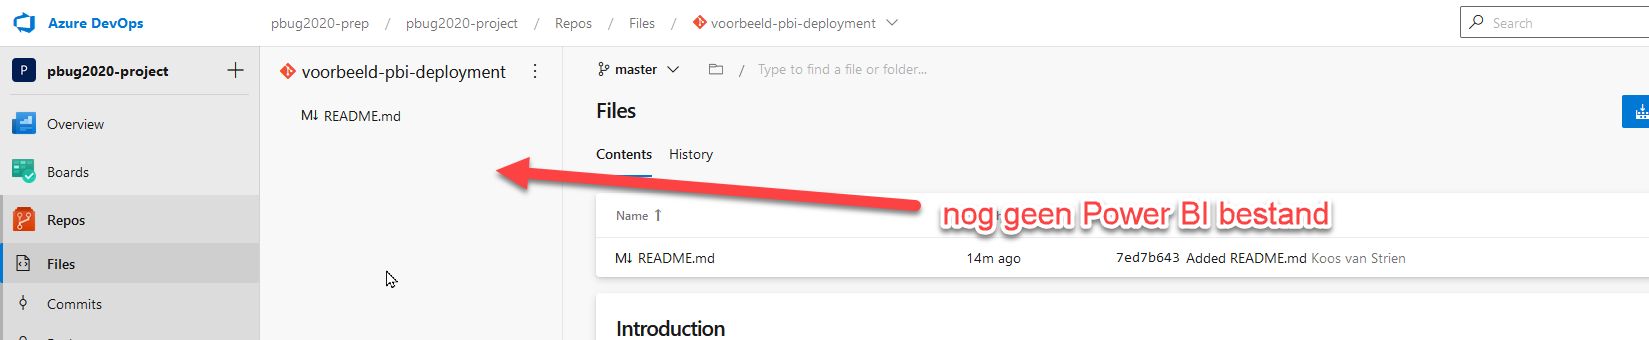 Azure DevOps
pbug2020-prep / pbug2020-project / Repos / Files / voorbeeld-pbi-deployment
Search
P pbug2020-project +
voorbeeld-pbi-deployment
master / Type to find a file or folder...
README.md
Files
Overview
Contents History
Boards
Repos
nog geen Power BI bestand
Name ↑
Files
README.md 14m ago 7ed7b643 Added README.md Koos van Strien
Commits
Introduction